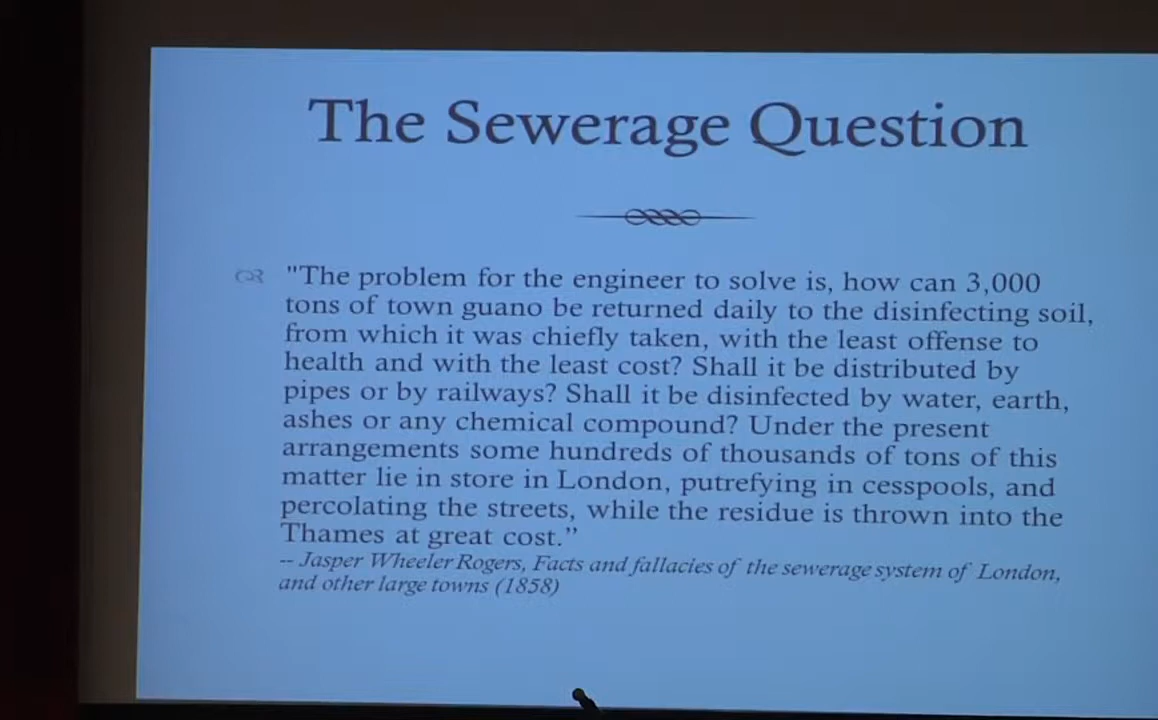 The Sewerage Question
"The problem for the engineer to solve is, how can 3,000
tons of town guano be returned daily to the disinfecting soil,
from which it was chiefly taken, with the least offense to
health and with the least cost? Shall it be distributed by
pipes or by railways? Shall it be disinfected by water, earth,
ashes or any chemical compound? Under the present
arrangements some hundreds of thousands of tons of this
matter lie in store in London, putrefying in cesspools, and
percolating the streets, while the residue is thrown into the
Thames at great cost.”
-- Jasper Wheeler Rogers, Facts and fallacies of the sewerage system of London,
and other large towns (1858)